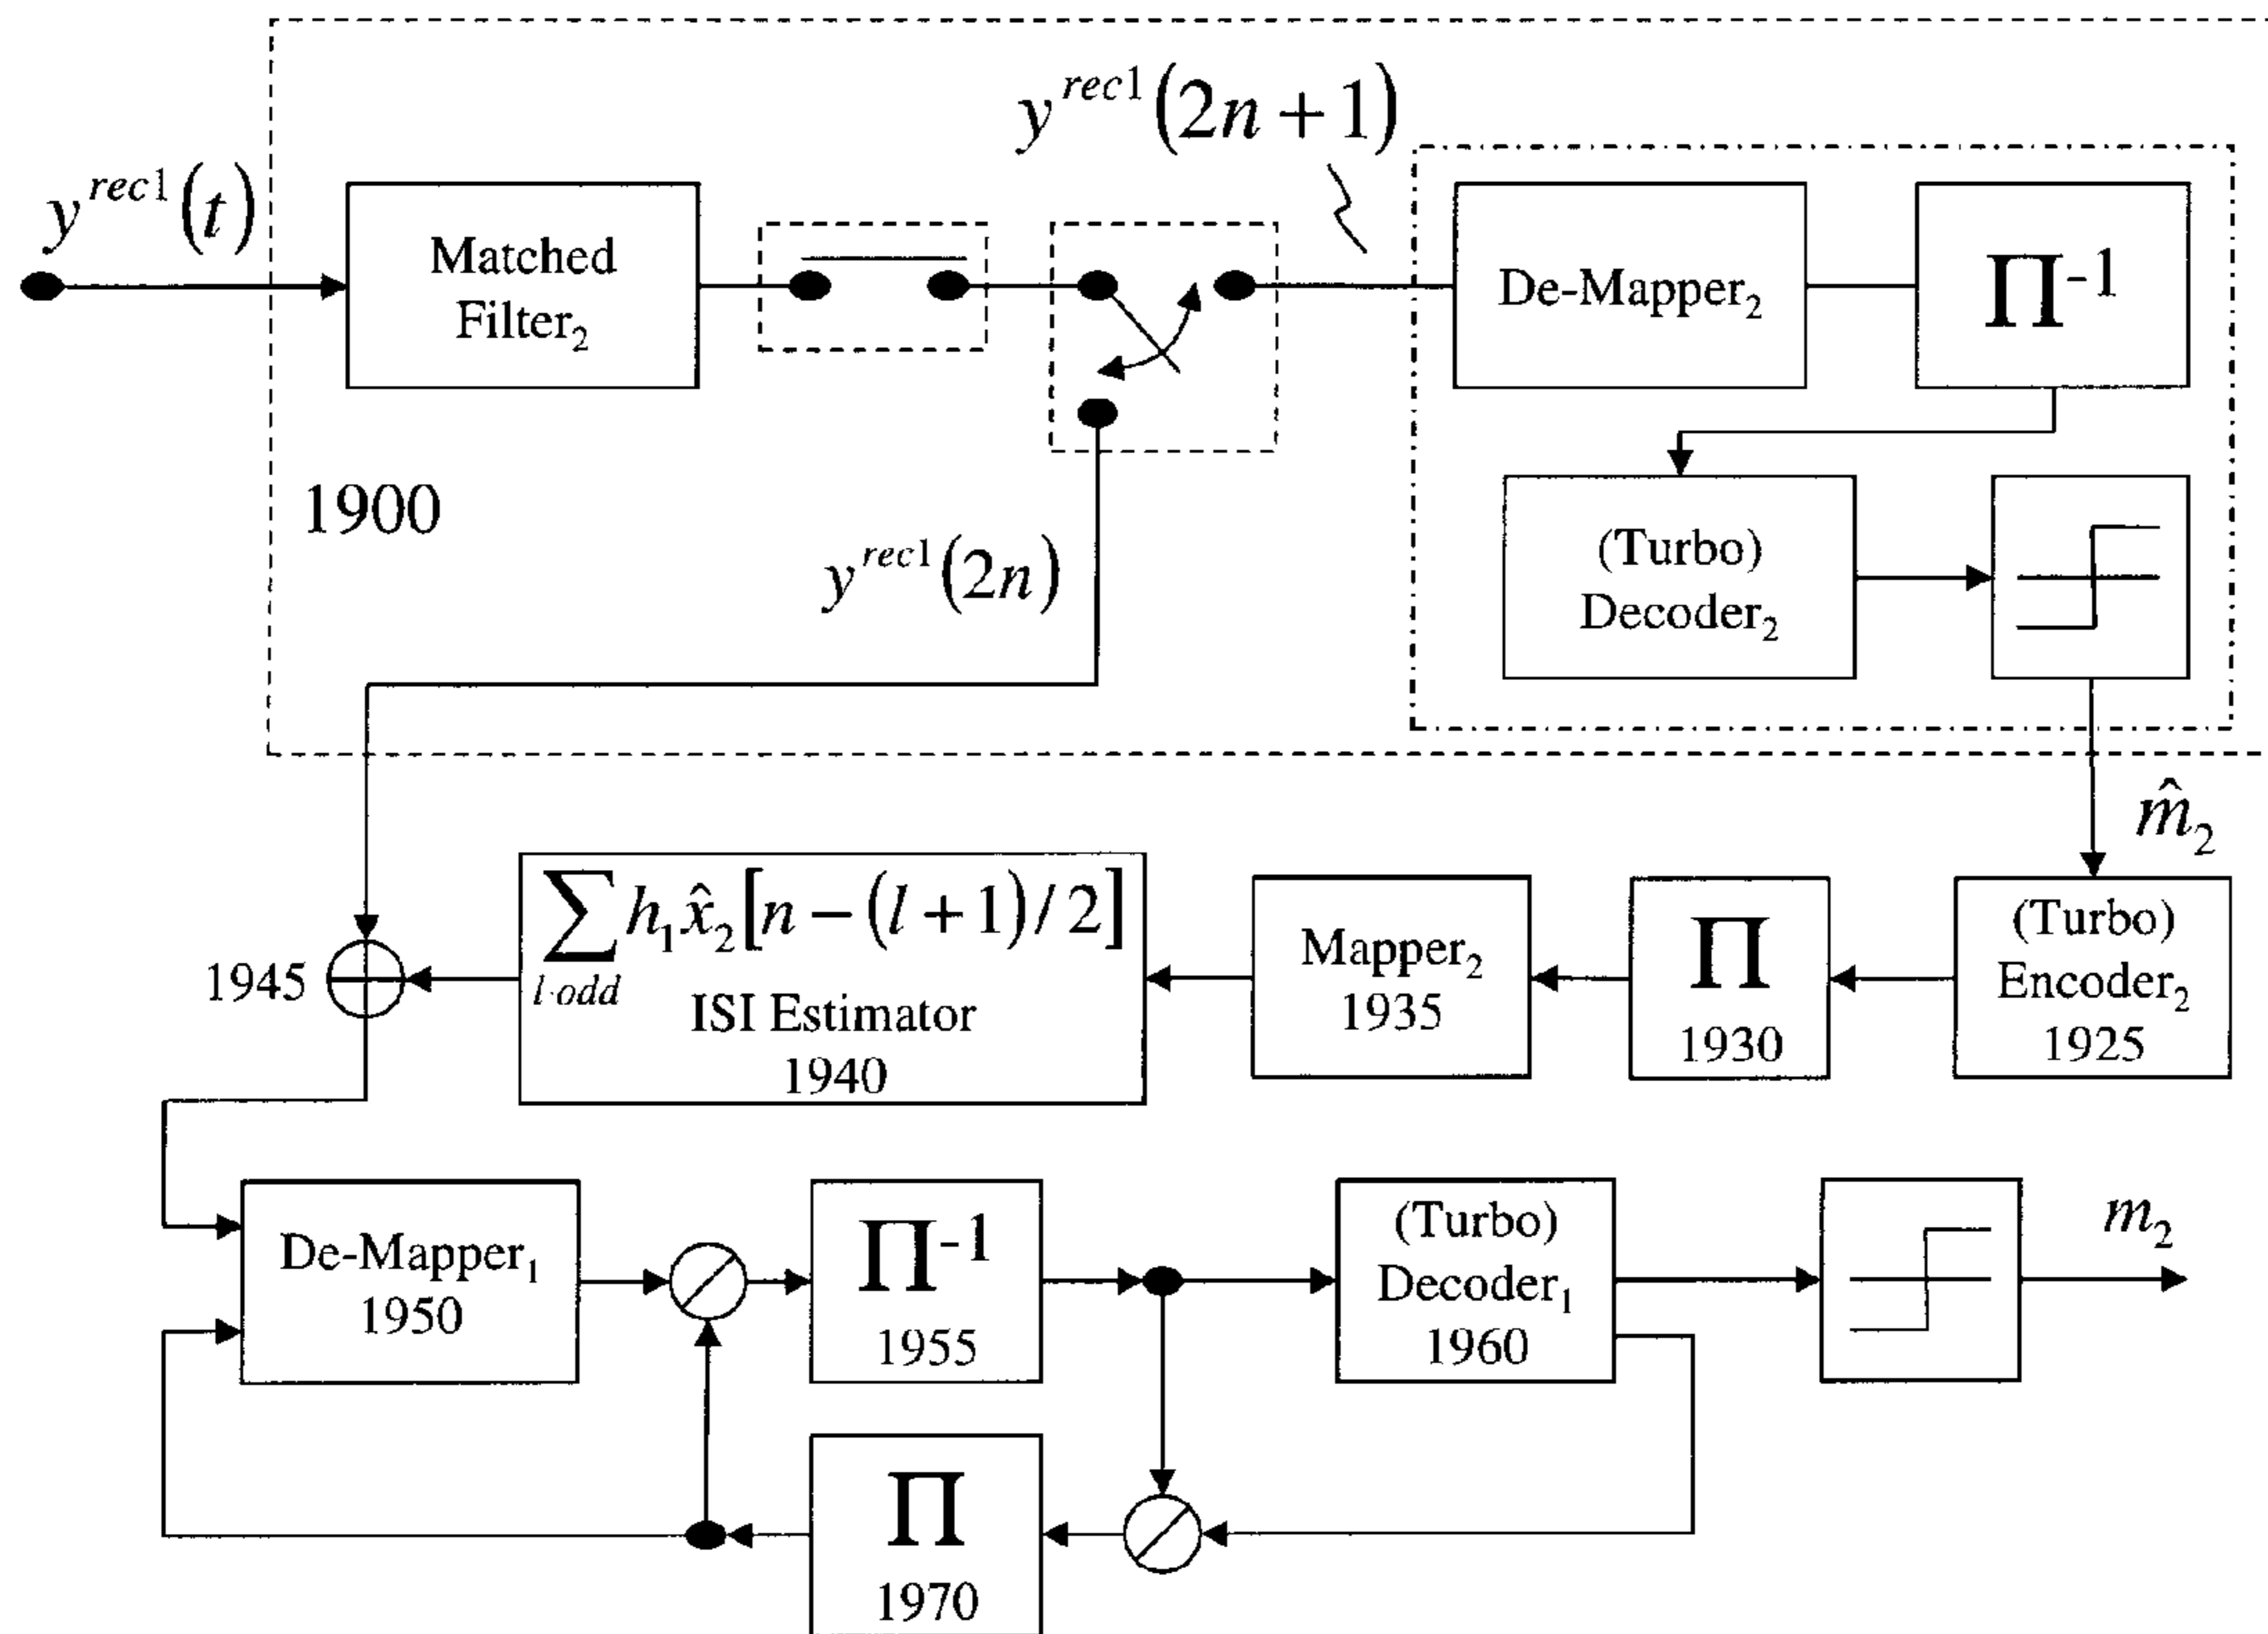 y^{rec1}(t)
Matched
Filter₂
y^{rec1}(2n + 1)
De-Mapper₂
Π⁻¹
1900
y^{rec1}(2n)
(Turbo)
Decoder₂
m̂₂
1945
∑ h₁x̂₂[n − (l + 1)/2]
l·odd
ISI Estimator
1940
Mapper₂
1935
Π
1930
(Turbo)
Encoder₂
1925
De-Mapper₁
1950
Π⁻¹
1955
(Turbo)
Decoder₁
1960
m₂
Π
1970